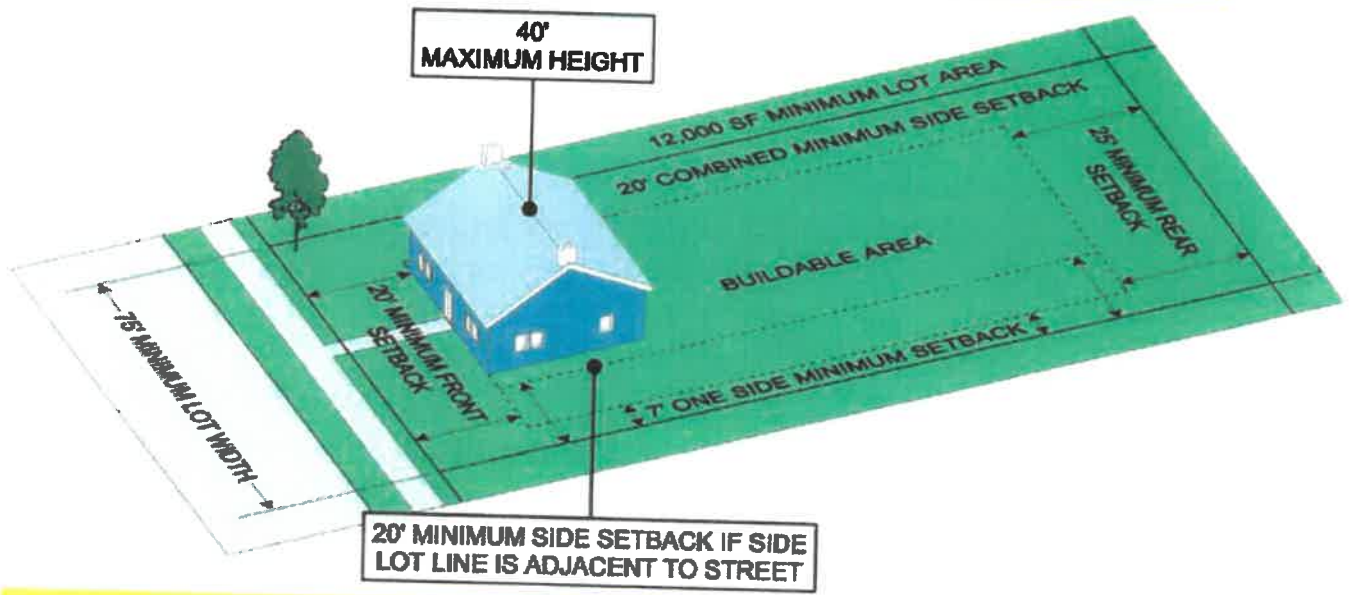 40'
MAXIMUM HEIGHT
12,000 SF MINIMUM LOT AREA
20' COMBINED MINIMUM SIDE SETBACK
25' MINIMUM REAR
SETBACK
BUILDABLE AREA
20' MINIMUM FRONT
SETBACK
75' MINIMUM LOT WIDTH
7' ONE SIDE MINIMUM SETBACK
20' MINIMUM SIDE SETBACK IF SIDE
LOT LINE IS ADJACENT TO STREET